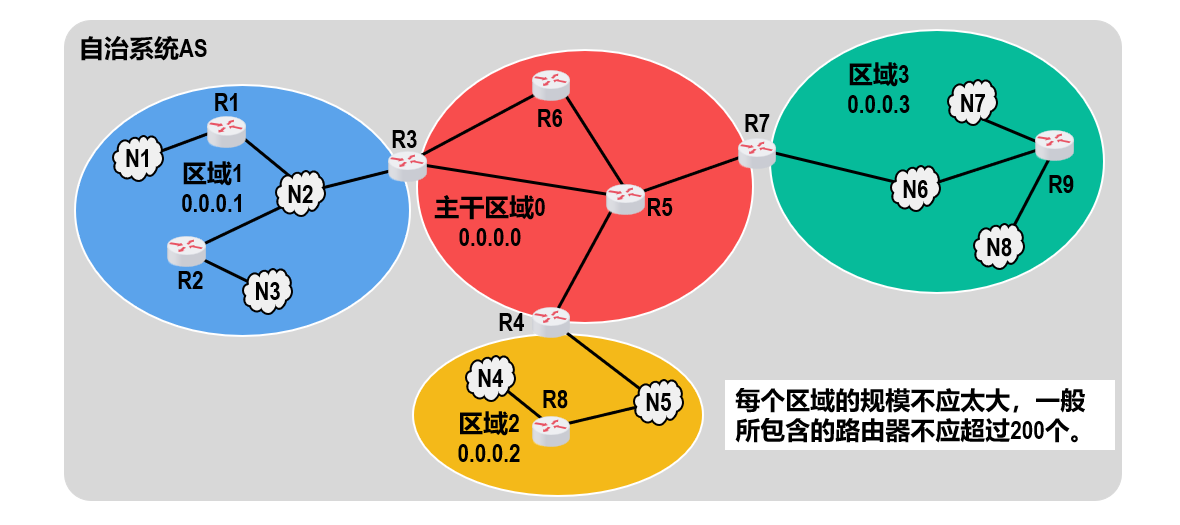 自治系统AS
R1
N1
区域1
0.0.0.1
N2
R2
N3
R3
R6
主干区域0
0.0.0.0
R5
R4
R7
区域3
0.0.0.3
N7
N6
R9
N8
N4
R8
N5
区域2
0.0.0.2
每个区域的规模不应太大，一般
所包含的路由器不应超过200个。